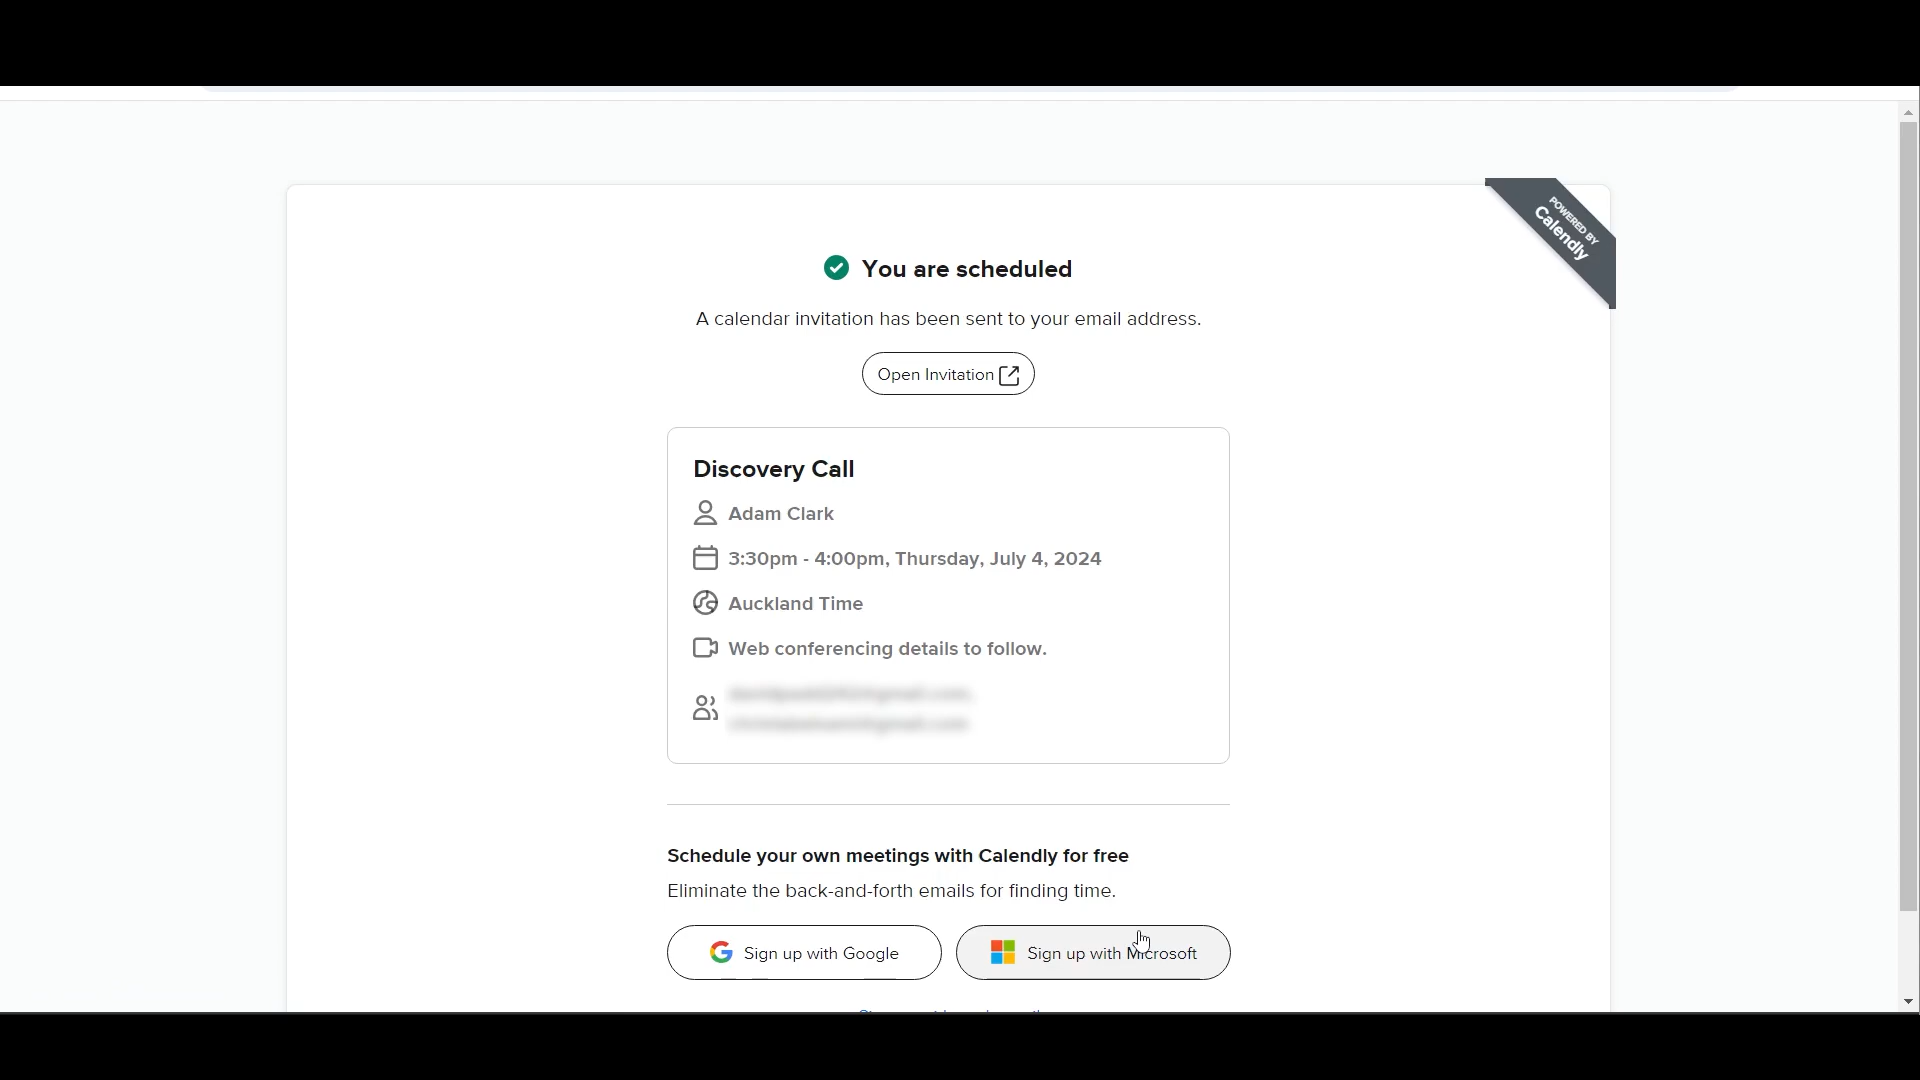 POWERED BY
Calendly
You are scheduled
A calendar invitation has been sent to your email address.
Open Invitation
Discovery Call
Adam Clark
3:30pm - 4:00pm, Thursday, July 4, 2024
Auckland Time
Web conferencing details to follow.
Schedule your own meetings with Calendly for free
Eliminate the back-and-forth emails for finding time.
Sign up with Google
Sign up with Microsoft